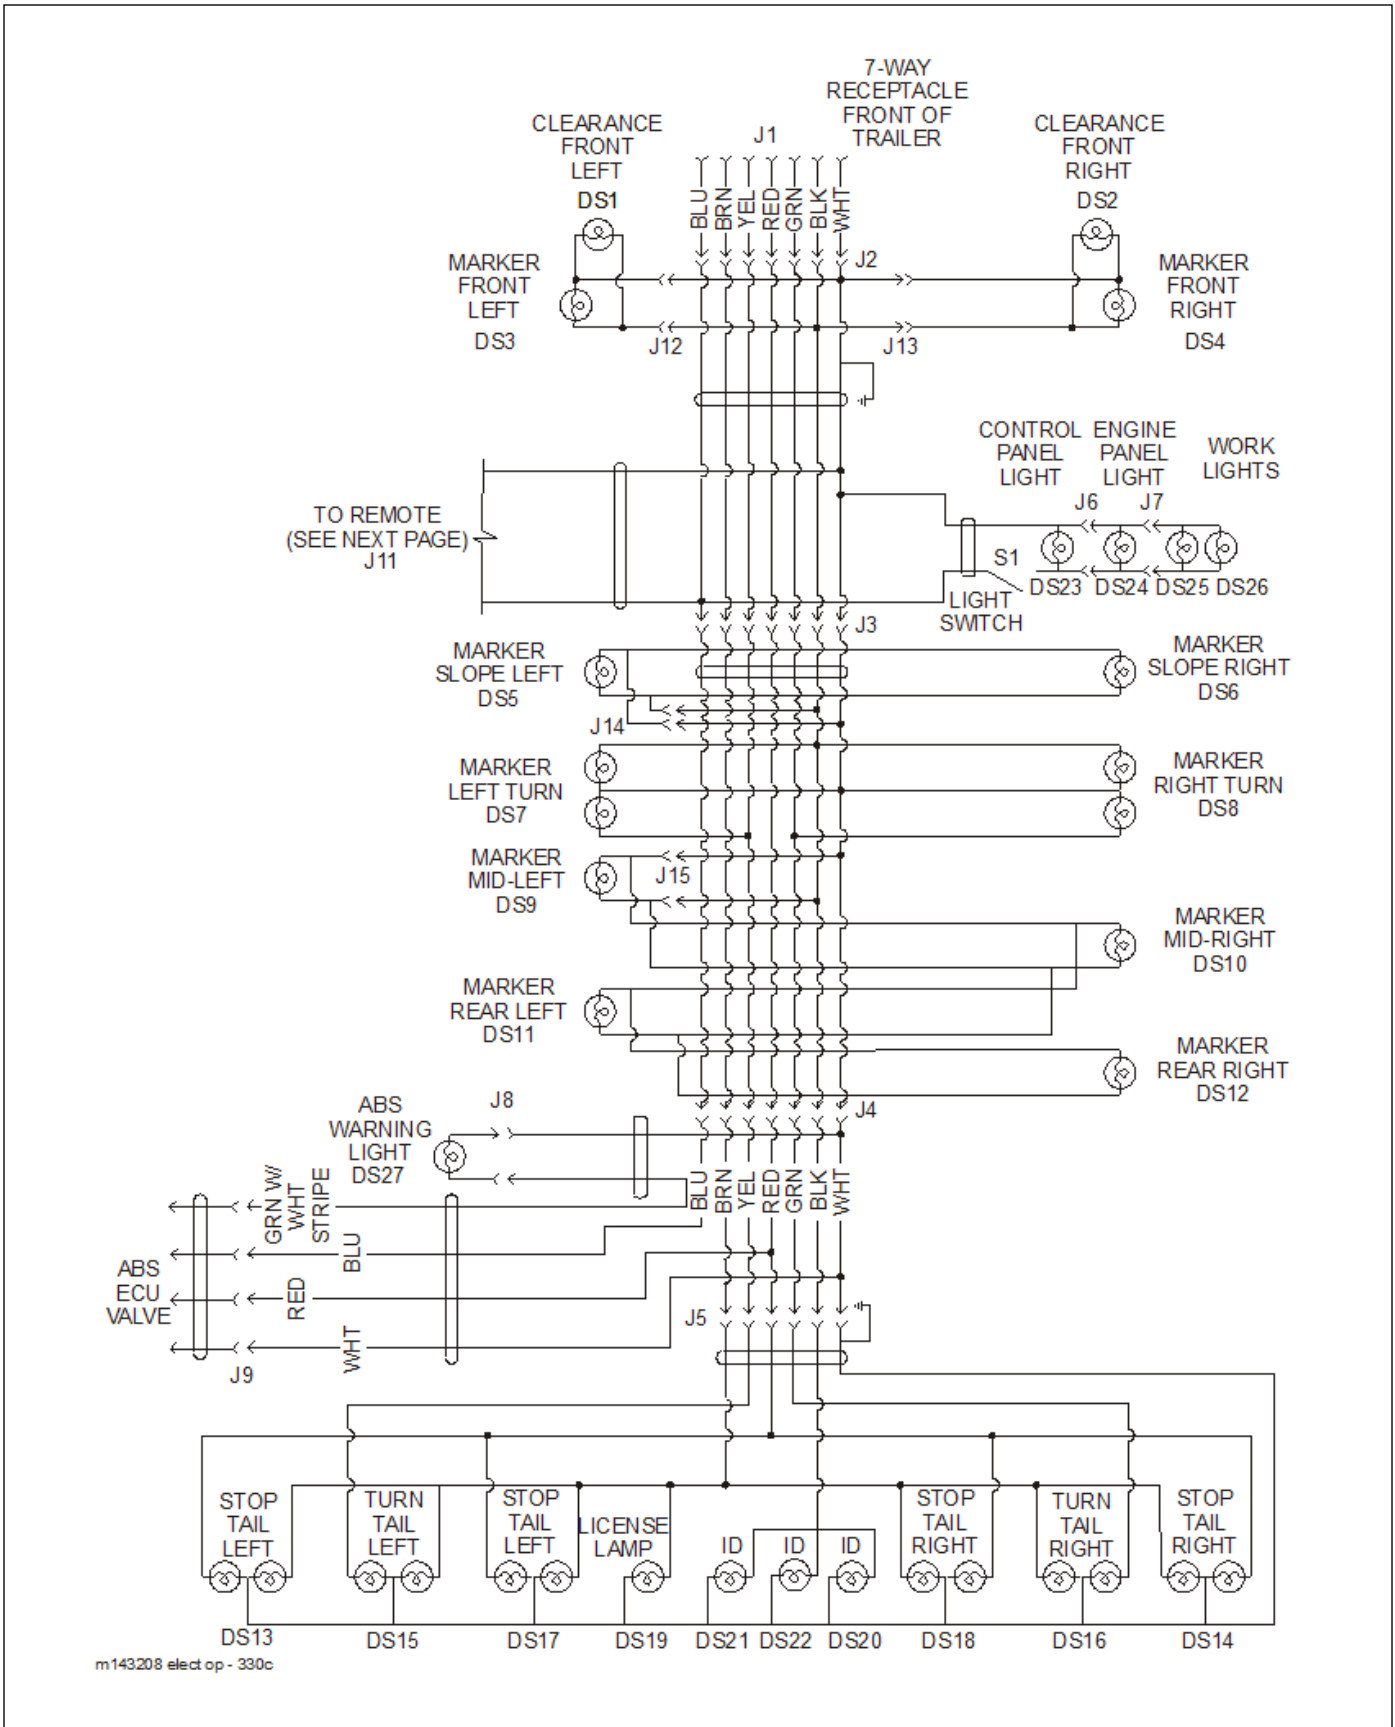 7-WAY
RECEPTACLE
FRONT OF
TRAILER
J1
CLEARANCE
FRONT
LEFT
DS1
CLEARANCE
FRONT
RIGHT
DS2
BLU
BRN
YEL
RED
GRN
BLK
WHT
J2
MARKER
FRONT
LEFT
DS3
MARKER
FRONT
RIGHT
DS4
J12
J13
CONTROL
PANEL
LIGHT
ENGINE
PANEL
LIGHT
WORK
LIGHTS
J6
J7
TO REMOTE
(SEE NEXT PAGE)
J11
S1
DS23
DS24
DS25
DS26
LIGHT
SWITCH
J3
MARKER
SLOPE LEFT
DS5
MARKER
SLOPE RIGHT
DS6
J14
MARKER
LEFT TURN
DS7
MARKER
RIGHT TURN
DS8
MARKER
MID-LEFT
DS9
J15
MARKER
MID-RIGHT
DS10
MARKER
REAR LEFT
DS11
MARKER
REAR RIGHT
DS12
J4
ABS
WARNING
LIGHT
DS27
J8
BLU
BRN
YEL
RED
GRN
BLK
WHT
GRN W/
WHT
STRIPE
BLU
RED
WHT
ABS
ECU
VALVE
J9
J5
STOP
TAIL
LEFT
TURN
TAIL
LEFT
STOP
TAIL
LEFT
LICENSE
LAMP
ID
ID
ID
STOP
TAIL
RIGHT
TURN
TAIL
RIGHT
STOP
TAIL
RIGHT
DS13
DS15
DS17
DS19
DS21
DS22
DS20
DS18
DS16
DS14
m143208 elect op - 330c